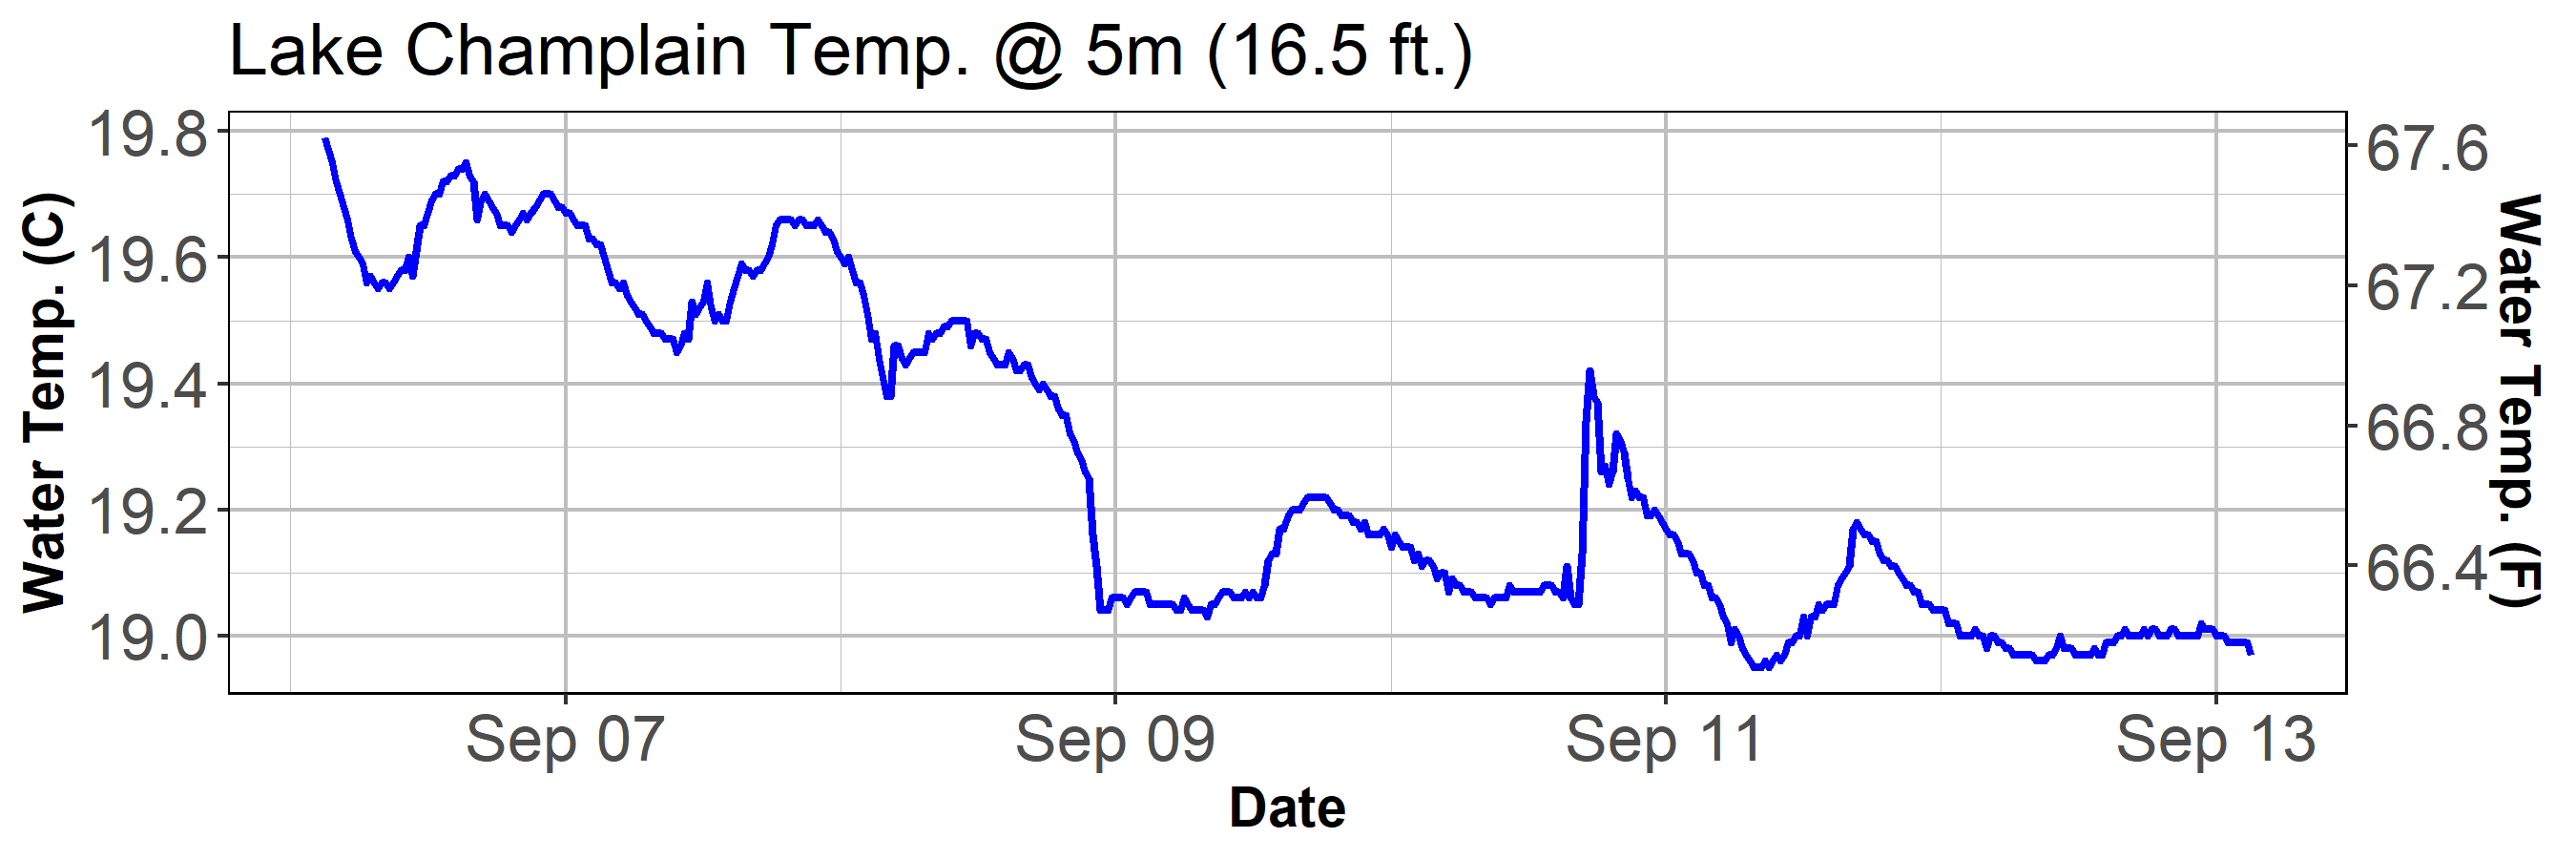 Lake Champlain Temp. @ 5m (16.5 ft.)
Water Temp. (C)
19.8
19.6
19.4
19.2
19.0
67.6
67.2
66.8
66.4
Water Temp. (F)
Sep 07
Sep 09
Sep 11
Sep 13
Date